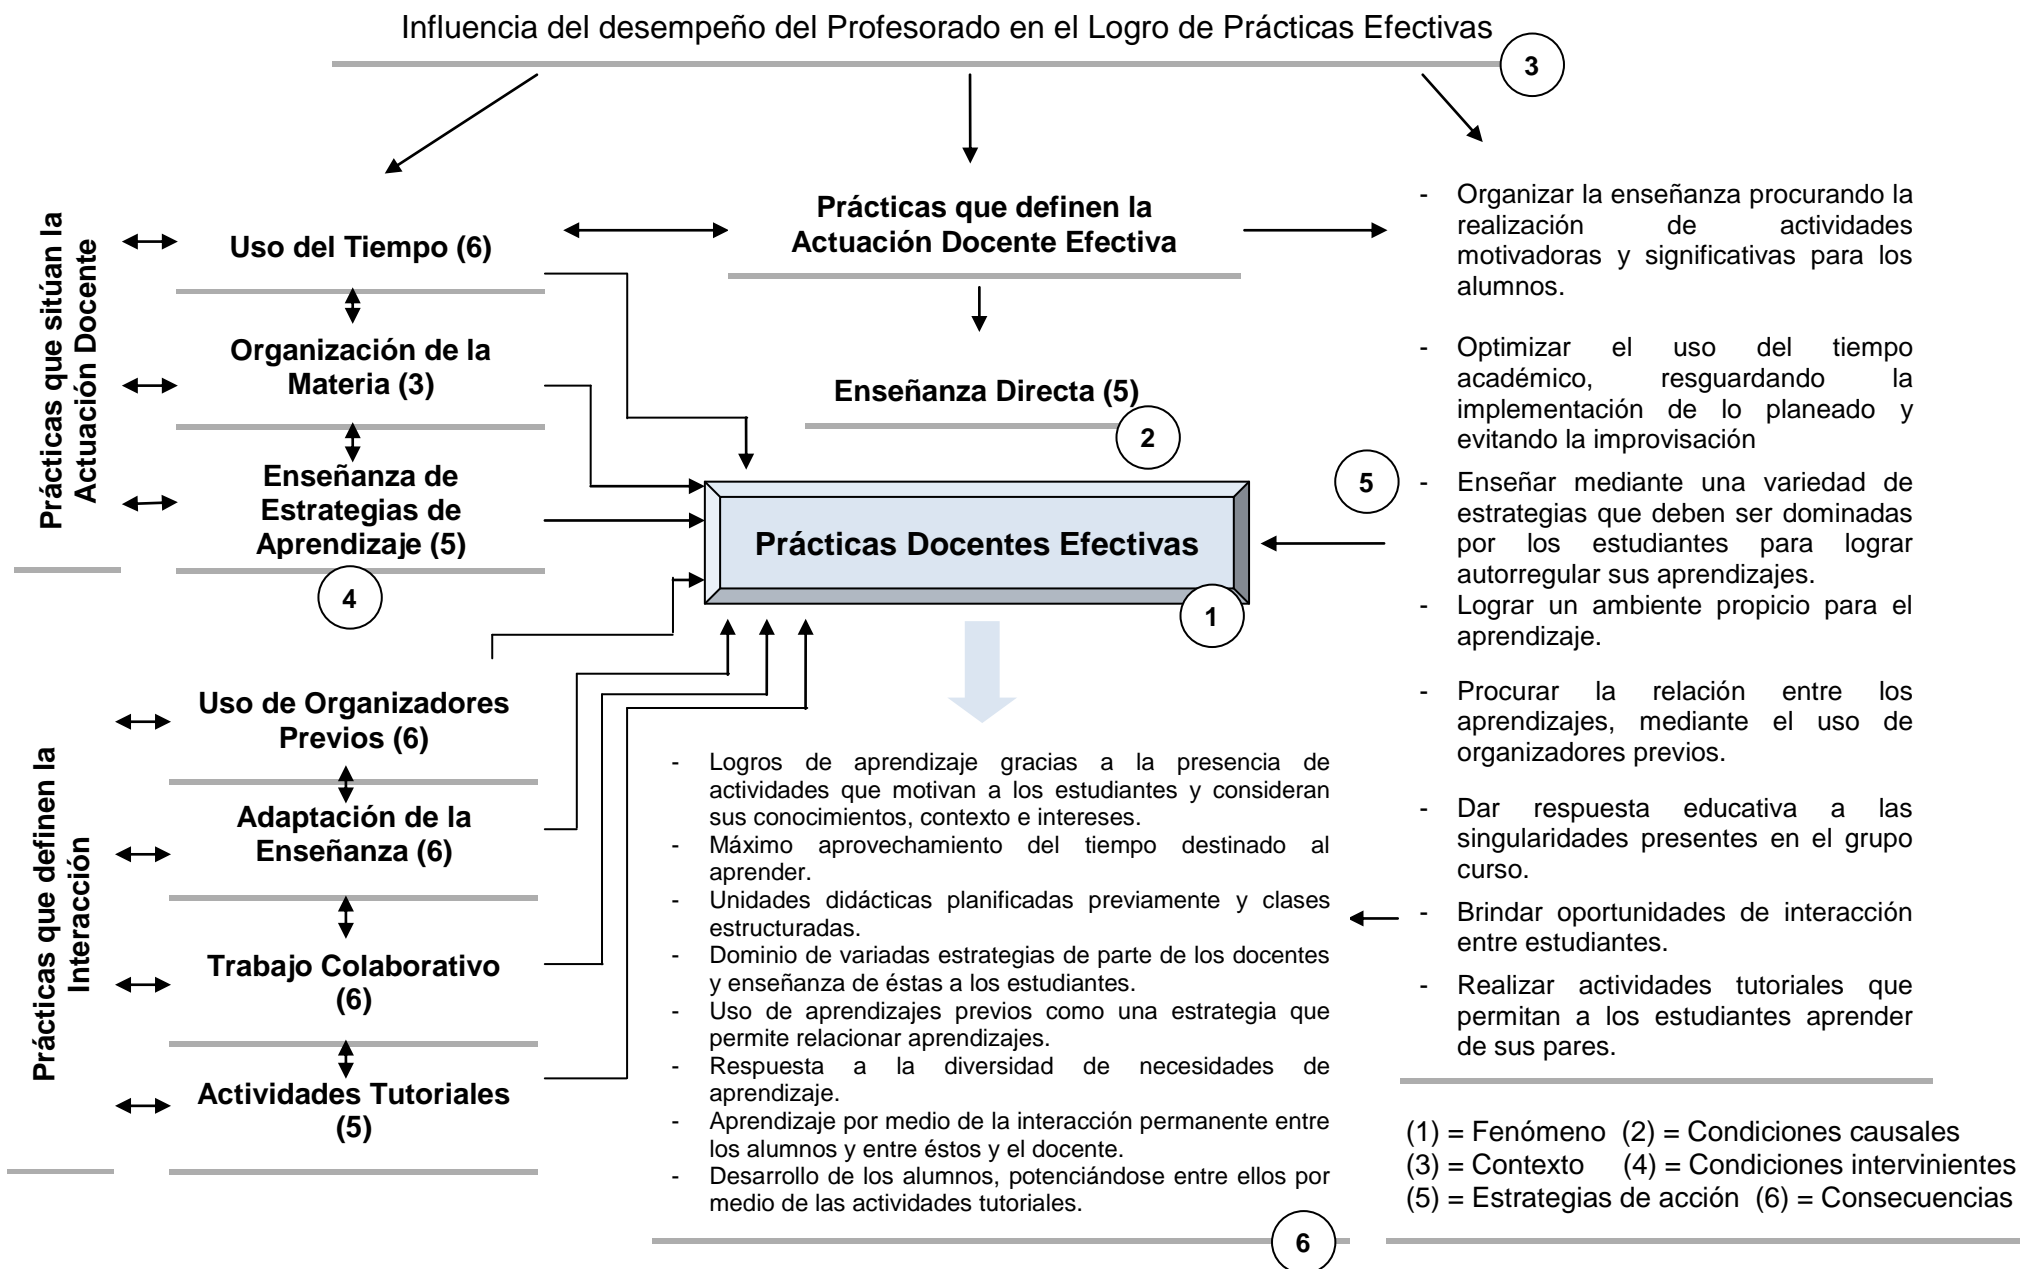 Influencia del desempeño del Profesorado en el Logro de Prácticas Efectivas
3
Prácticas que sitúan la
Actuación Docente
Uso del Tiempo (6)
Organización de la
Materia (3)
Enseñanza de
Estrategias de
Aprendizaje (5)
4
Prácticas que definen la
Actuación Docente Efectiva
Enseñanza Directa (5)
2
Prácticas Docentes Efectivas
1
5
- Organizar la enseñanza procurando la
realización de actividades
motivadoras y significativas para los
alumnos.
- Optimizar el uso del tiempo
académico, resguardando la
implementación de lo planeado y
evitando la improvisación
- Enseñar mediante una variedad de
estrategias que deben ser dominadas
por los estudiantes para lograr
autorregular sus aprendizajes.
- Lograr un ambiente propicio para el
aprendizaje.
- Procurar la relación entre los
aprendizajes, mediante el uso de
organizadores previos.
- Dar respuesta educativa a las
singularidades presentes en el grupo
curso.
- Brindar oportunidades de interacción
entre estudiantes.
- Realizar actividades tutoriales que
permitan a los estudiantes aprender
de sus pares.
Prácticas que definen la
Interacción
Uso de Organizadores
Previos (6)
Adaptación de la
Enseñanza (6)
Trabajo Colaborativo
(6)
Actividades Tutoriales
(5)
- Logros de aprendizaje gracias a la presencia de
actividades que motivan a los estudiantes y consideran
sus conocimientos, contexto e intereses.
- Máximo aprovechamiento del tiempo destinado al
aprender.
- Unidades didácticas planificadas previamente y clases
estructuradas.
- Dominio de variadas estrategias de parte de los docentes
y enseñanza de éstas a los estudiantes.
- Uso de aprendizajes previos como una estrategia que
permite relacionar aprendizajes.
- Respuesta a la diversidad de necesidades de
aprendizaje.
- Aprendizaje por medio de la interacción permanente entre
los alumnos y entre éstos y el docente.
- Desarrollo de los alumnos, potenciándose entre ellos por
medio de las actividades tutoriales.
6
(1) = Fenómeno (2) = Condiciones causales
(3) = Contexto (4) = Condiciones intervinientes
(5) = Estrategias de acción (6) = Consecuencias